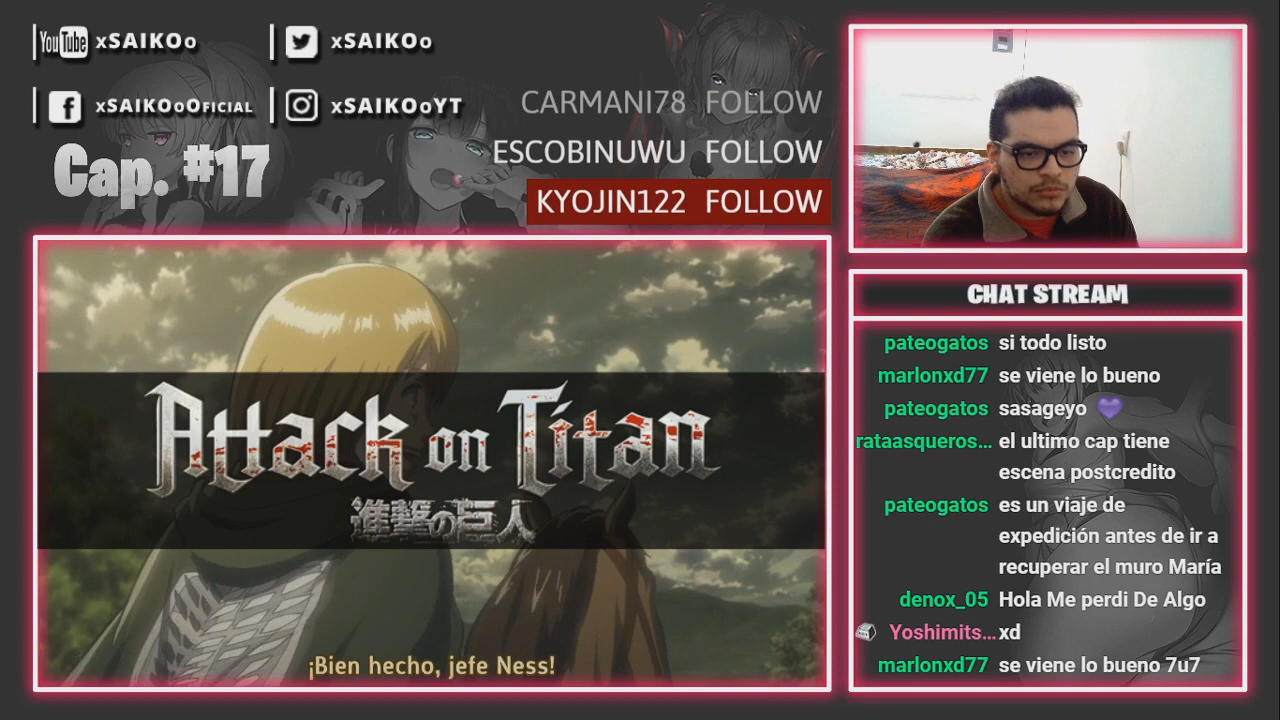 YouTube xSAIKOo
xSAIKOo
xSAIKOoOficial
xSAIKOoYT
Cap. #17
CARMANI78 FOLLOW
ESCOBINUWU FOLLOW
KYOJIN122 FOLLOW
Attack on Titan
進撃の巨人
¡Bien hecho, jefe Ness!
CHAT STREAM
pateogatos si todo listo
marlonxd77 se viene lo bueno
pateogatos sasageyo 💜
rataasqueros... el ultimo cap tiene
escena postcredito
pateogatos es un viaje de
expedición antes de ir a
recuperar el muro María
denox_05 Hola Me perdi De Algo
Yoshimits... xd
marlonxd77 se viene lo bueno 7u7